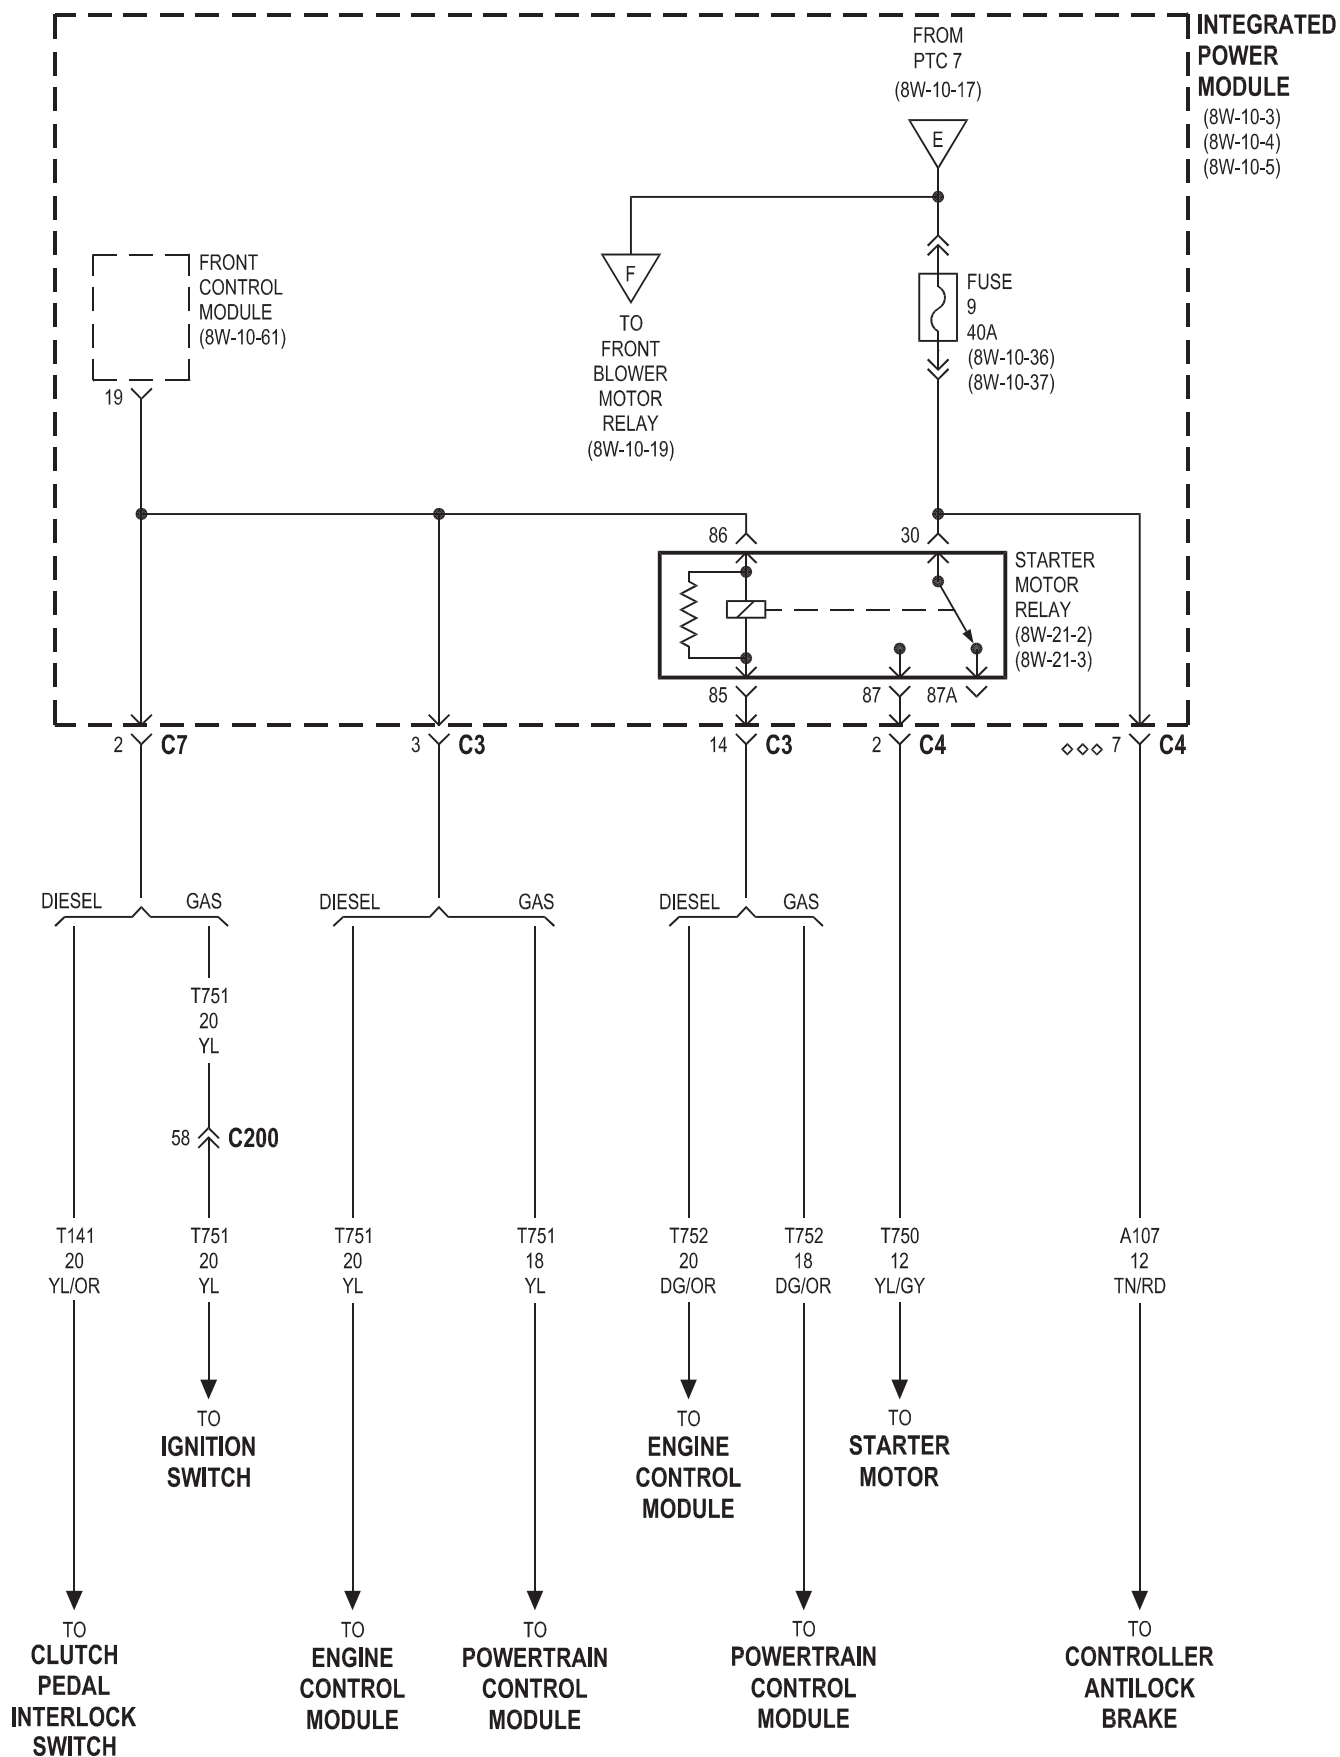 INTEGRATED
POWER
MODULE
(8W-10-3)
(8W-10-4)
(8W-10-5)
FROM
PTC 7
(8W-10-17)
E
F
TO
FRONT
BLOWER
MOTOR
RELAY
(8W-10-19)
FUSE
9
40A
(8W-10-36)
(8W-10-37)
FRONT
CONTROL
MODULE
(8W-10-61)
19
86
30
STARTER
MOTOR
RELAY
(8W-21-2)
(8W-21-3)
85
87
87A
2 C7
3 C3
14 C3
2 C4
◇◇◇ 7 C4
DIESEL GAS
DIESEL GAS
DIESEL GAS
T751
20
YL
58 C200
T141
20
YL/OR
T751
20
YL
T751
20
YL
T751
18
YL
T752
20
DG/OR
T752
18
DG/OR
T750
12
YL/GY
A107
12
TN/RD
TO
IGNITION
SWITCH
TO
ENGINE
CONTROL
MODULE
TO
STARTER
MOTOR
TO
CLUTCH
PEDAL
INTERLOCK
SWITCH
TO
ENGINE
CONTROL
MODULE
TO
POWERTRAIN
CONTROL
MODULE
TO
POWERTRAIN
CONTROL
MODULE
TO
CONTROLLER
ANTILOCK
BRAKE